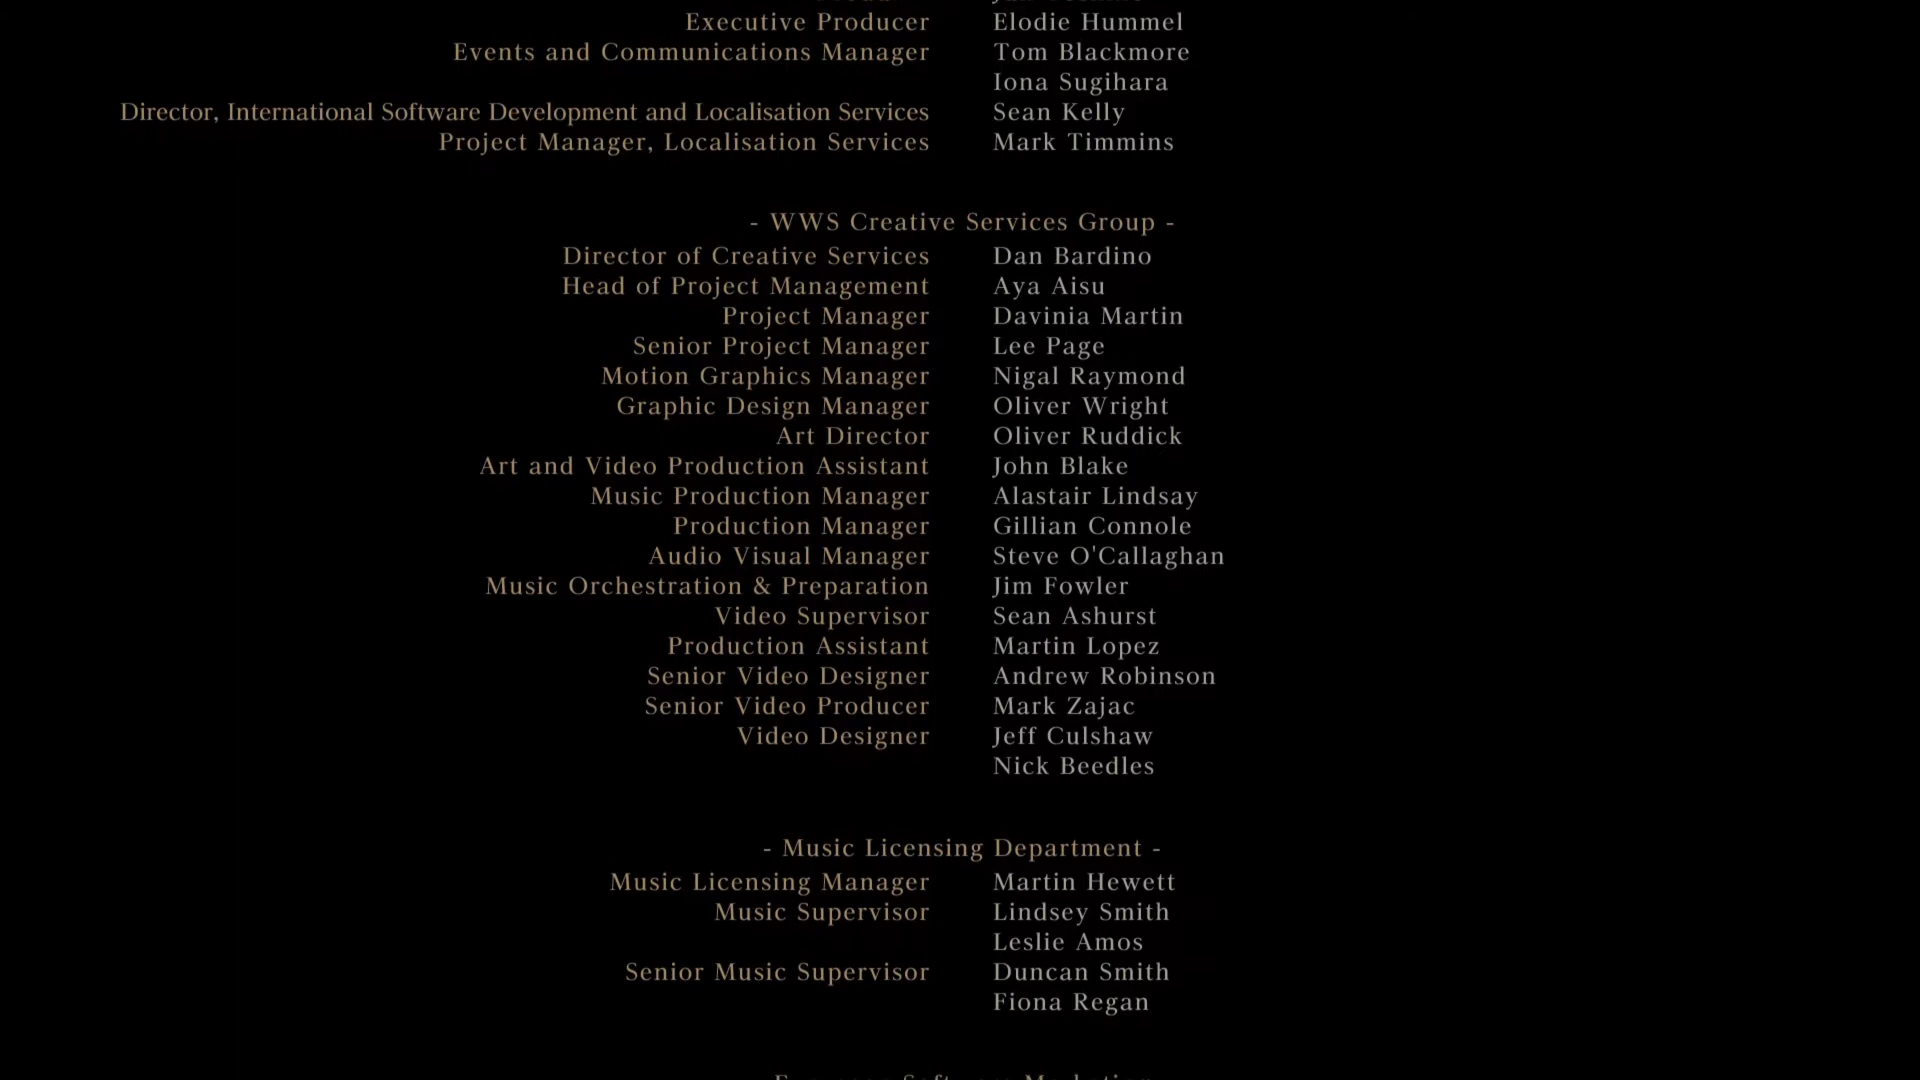 Executive Producer Elodie Hummel
Events and Communications Manager Tom Blackmore
Iona Sugihara
Director, International Software Development and Localisation Services Sean Kelly
Project Manager, Localisation Services Mark Timmins
- WWS Creative Services Group -
Director of Creative Services Dan Bardino
Head of Project Management Aya Aisu
Project Manager Davinia Martin
Senior Project Manager Lee Page
Motion Graphics Manager Nigal Raymond
Graphic Design Manager Oliver Wright
Art Director Oliver Ruddick
Art and Video Production Assistant John Blake
Music Production Manager Alastair Lindsay
Production Manager Gillian Connole
Audio Visual Manager Steve O'Callaghan
Music Orchestration & Preparation Jim Fowler
Video Supervisor Sean Ashurst
Production Assistant Martin Lopez
Senior Video Designer Andrew Robinson
Senior Video Producer Mark Zajac
Video Designer Jeff Culshaw
Nick Beedles
- Music Licensing Department -
Music Licensing Manager Martin Hewett
Music Supervisor Lindsey Smith
Leslie Amos
Senior Music Supervisor Duncan Smith
Fiona Regan